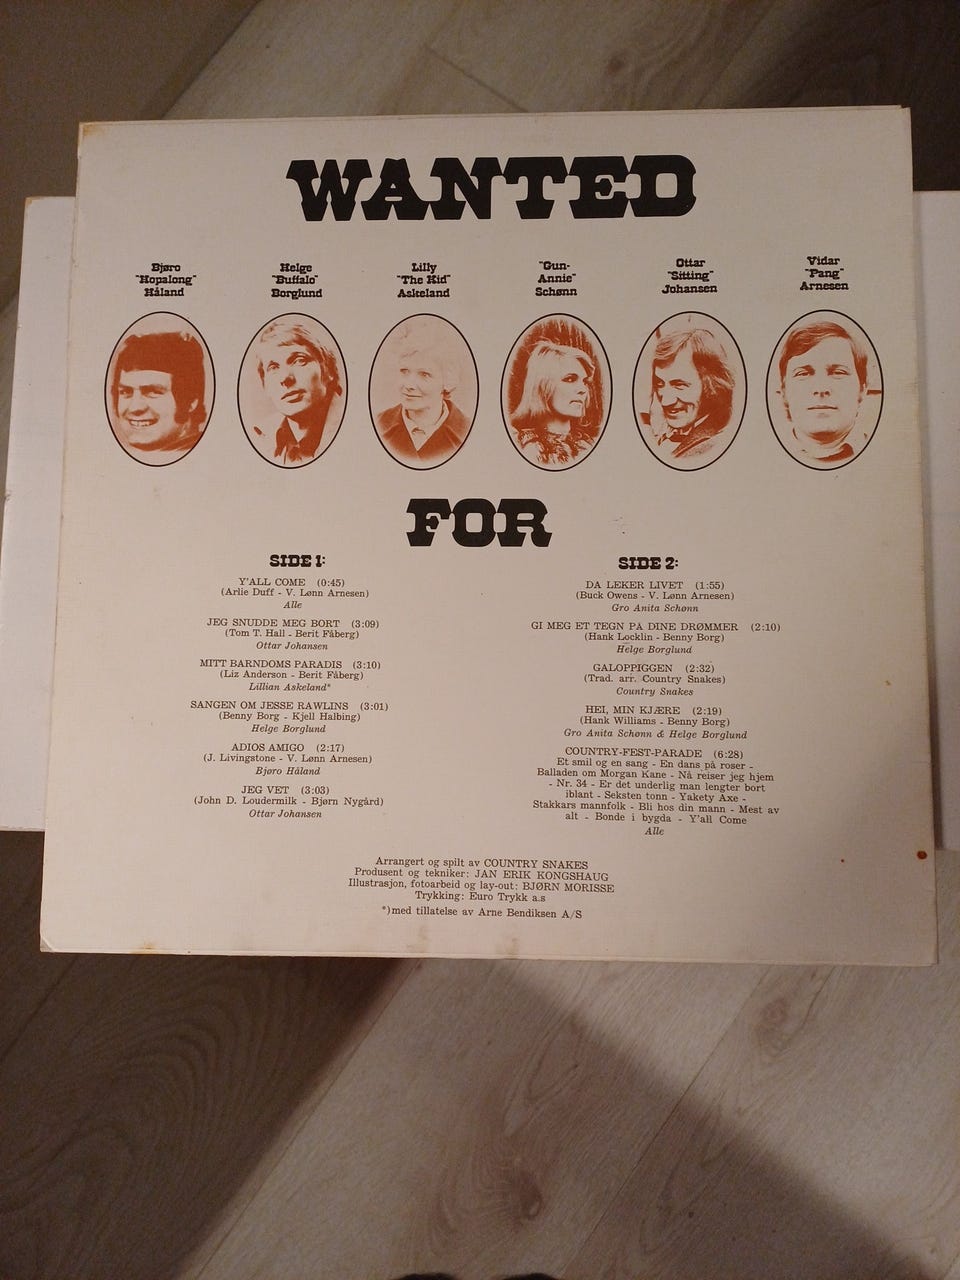 WANTED
Bjøro
"Hopalong"
Håland
Helge
"Buffalo"
Borglund
Lilly
"The Kid"
Askeland
"Gun-
Annie"
Schønn
Ottar
"Sitting"
Johansen
Vidar
"Pang"
Arnesen
FOR
SIDE 1:
Y'ALL COME (0:45)
(Arlie Duff - V. Lønn Arnesen)
Alle
JEG SNUDDE MEG BORT (3:09)
(Tom T. Hall - Berit Fåberg)
Ottar Johansen
MITT BARNDOMS PARADIS (3:10)
(Liz Anderson - Berit Fåberg)
Lillian Askeland*
SANGEN OM JESSE RAWLINS (3:01)
(Benny Borg - Kjell Halbing)
Helge Borglund
ADIOS AMIGO (2:17)
(J. Livingstone - V. Lønn Arnesen)
Bjøro Håland
JEG VET (3:03)
(John D. Loudermilk - Bjørn Nygård)
Ottar Johansen
SIDE 2:
DA LEKER LIVET (1:55)
(Buck Owens - V. Lønn Arnesen)
Gro Anita Schønn
GI MEG ET TEGN PÅ DINE DRØMMER (2:10)
(Hank Locklin - Benny Borg)
Helge Borglund
GALOPPIGGEN (2:32)
(Trad. arr. Country Snakes)
Country Snakes
HEI, MIN KJÆRE (2:19)
(Hank Williams - Benny Borg)
Gro Anita Schønn & Helge Borglund
COUNTRY-FEST-PARADE (6:28)
Et smil og en sang - En dans på roser -
Balladen om Morgan Kane - Nå reiser jeg hjem
- Nr. 34 - Er det underlig man lengter bort
iblant - Seksten tonn - Yakety Axe -
Stakkars mannfolk - Bli hos din mann - Mest av
alt - Bonde i bygda - Y'all Come
Alle
Arrangert og spilt av COUNTRY SNAKES
Produsent og tekniker: JAN ERIK KONGSHAUG
Illustrasjon, fotoarbeid og lay-out: BJØRN MORISSE
Trykking: Euro Trykk a.s
*)med tillatelse av Arne Bendiksen A/S